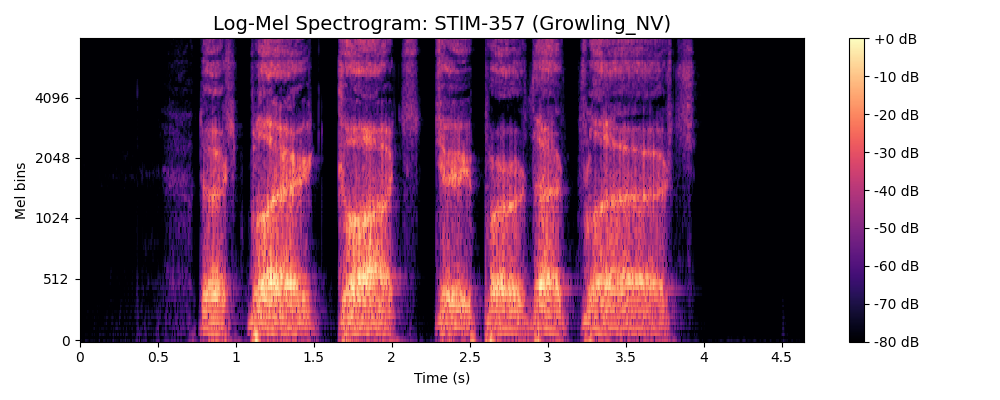 Log-Mel Spectrogram: STIM-357 (Growling_NV)
Mel bins
4096
2048
1024
512
0
0 0.5 1 1.5 2 2.5 3 3.5 4 4.5
Time (s)
+0 dB
-10 dB
-20 dB
-30 dB
-40 dB
-50 dB
-60 dB
-70 dB
-80 dB